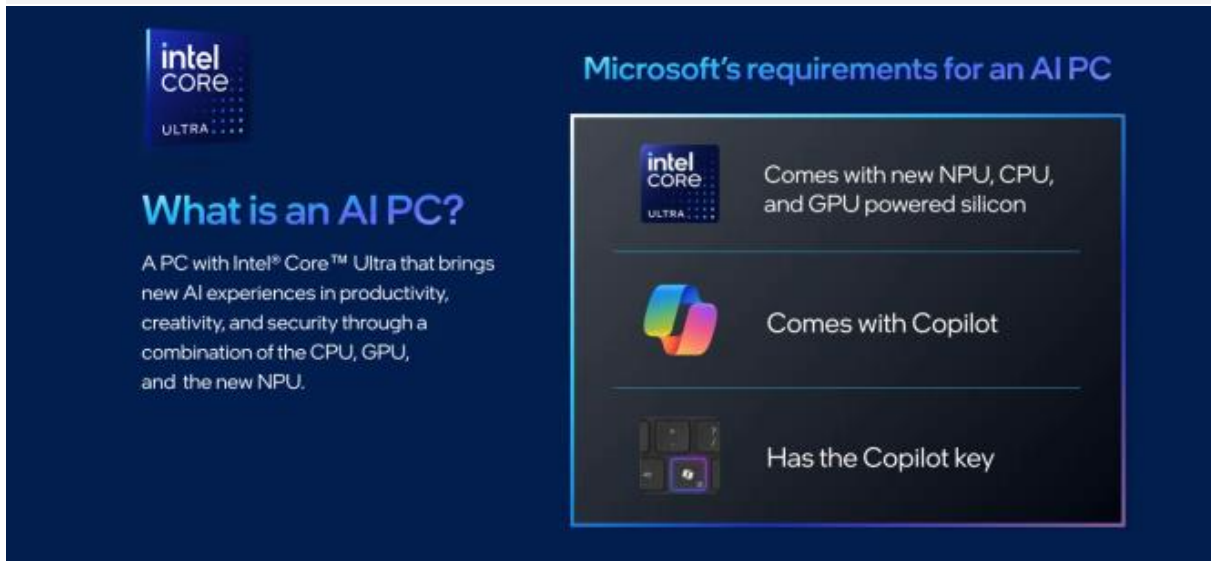 intel
CORE
ULTRA
What is an AI PC?
A PC with Intel® Core™ Ultra that brings
new AI experiences in productivity,
creativity, and security through a
combination of the CPU, GPU,
and the new NPU.
Microsoft's requirements for an AI PC
intel
CORE
ULTRA
Comes with new NPU, CPU,
and GPU powered silicon
Comes with Copilot
Has the Copilot key